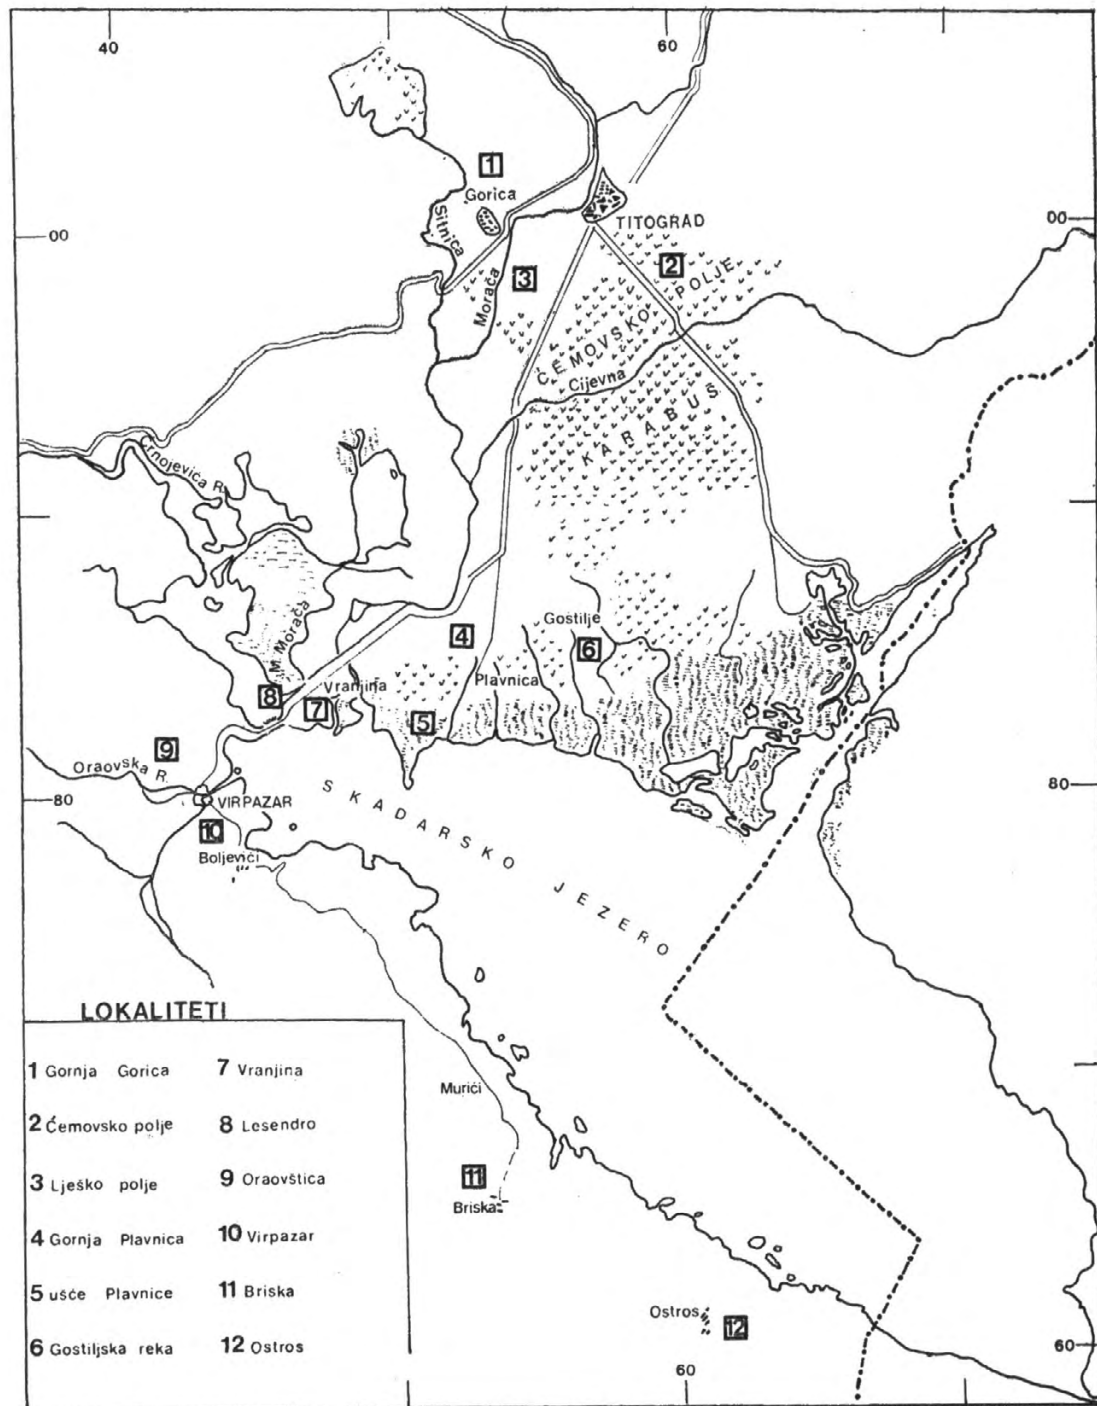 40
60
1
Gorica
Sitnica
TITOGRAD
00
00
2
3
Morača
ĆEMOVSKO POLJE
Cijevna
KARABUŠ
Crnojevića R.
Gostilje
4
6
M. Morača
Plavnica
Vranjina
8
7
5
9
Oraovska R.
80
VIRPAZAR
80
SKADARSKO JEZERO
10
Boljevići
LOKALITETI
1 Gornja Gorica
2 Ćemovsko polje
3 Lješko polje
4 Gornja Plavnica
5 ušće Plavnice
6 Gostiljska reka
7 Vranjina
8 Lesendro
9 Oraovštica
10 Virpazar
11 Briska
12 Ostros
Murići
11
Briska
Ostros
12
60
60